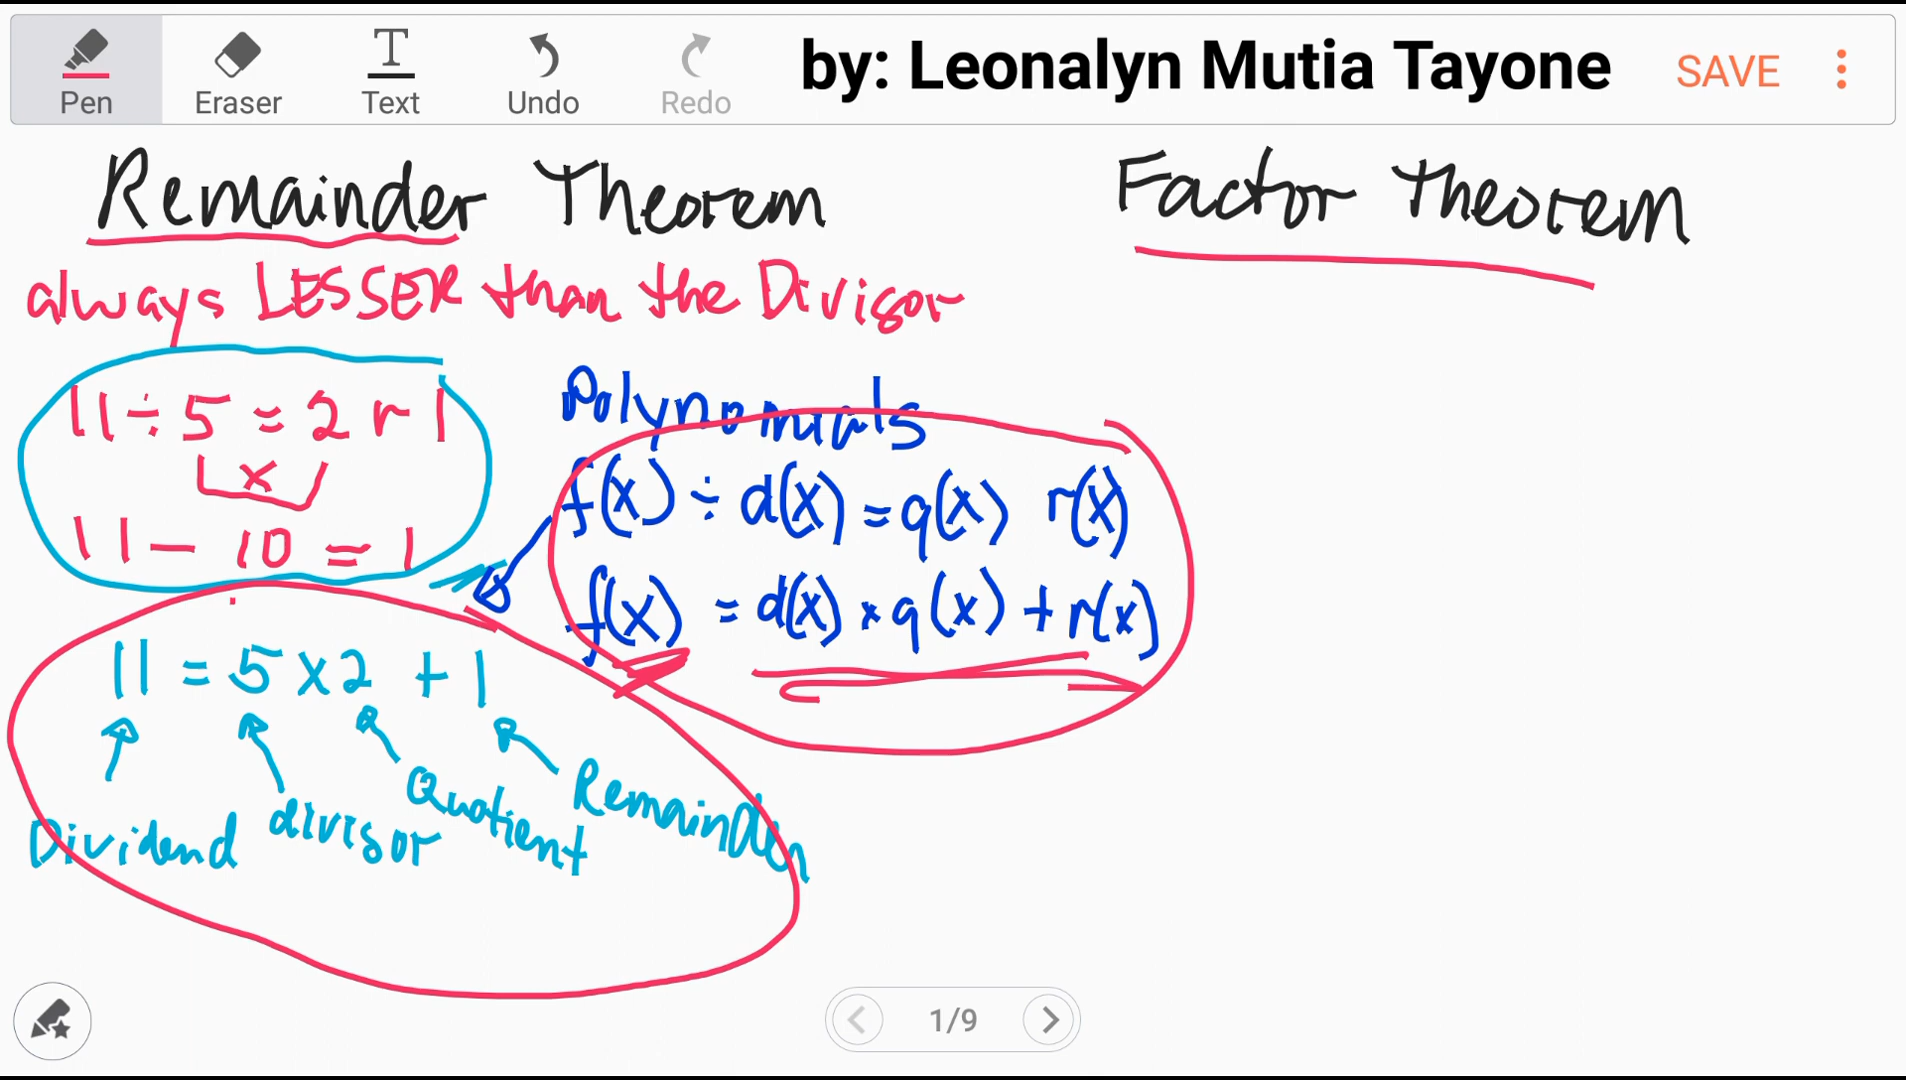 Pen Eraser Text Undo Redo by: Leonalyn Mutia Tayone SAVE
Remainder Theorem
Factor Theorem
always LESSER than the Divisor
11 ÷ 5 = 2 r 1
x
11 - 10 = 1
Polynomials
f(x) ÷ d(x) = q(x) r(x)
f(x) = d(x) * q(x) + r(x)
11 = 5 x 2 + 1
Dividend divisor Quotient Remainder
1/9